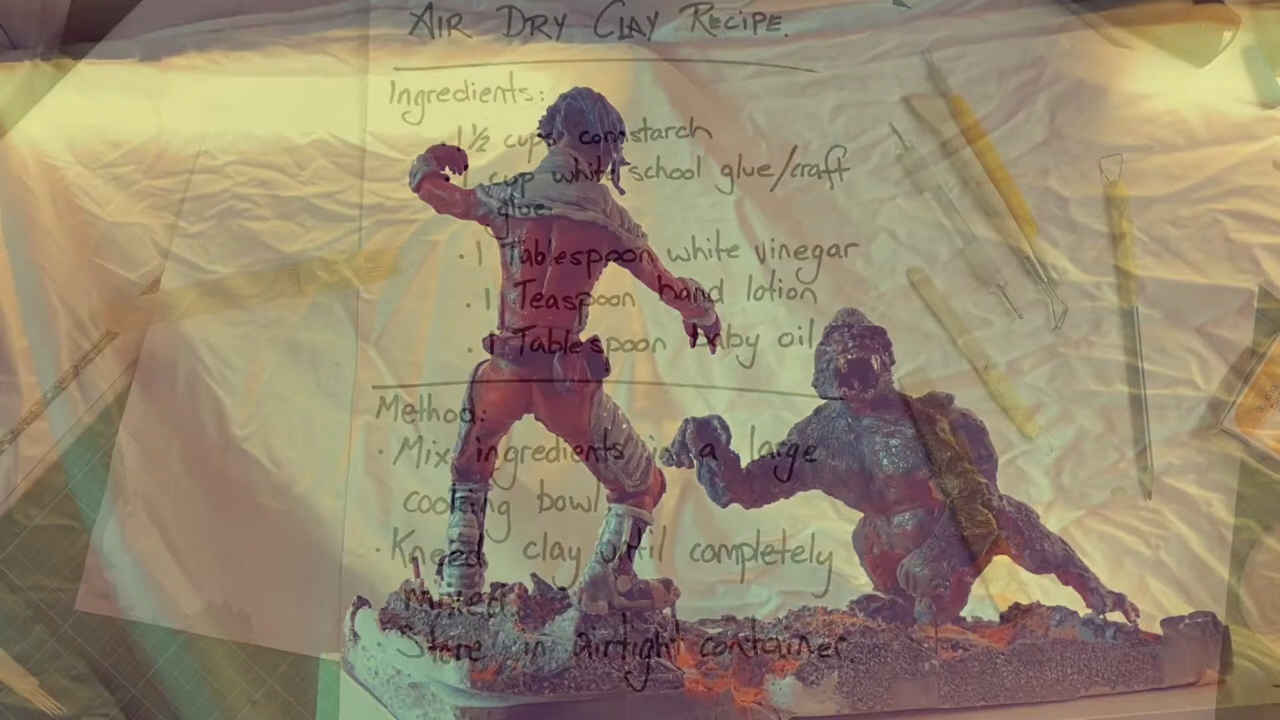 AIR DRY CLAY RECIPE.
Ingredients:
1 ½ cups cornstarch
cup white school glue/craft
glue
. 1 Tablespoon white vinegar
. 1 Teaspoon hand lotion
. 1 Tablespoon baby oil
Method:
· Mix ingredients in a large
cooking bowl
· Kneed clay until completely
mixed
· Store in airtight container.